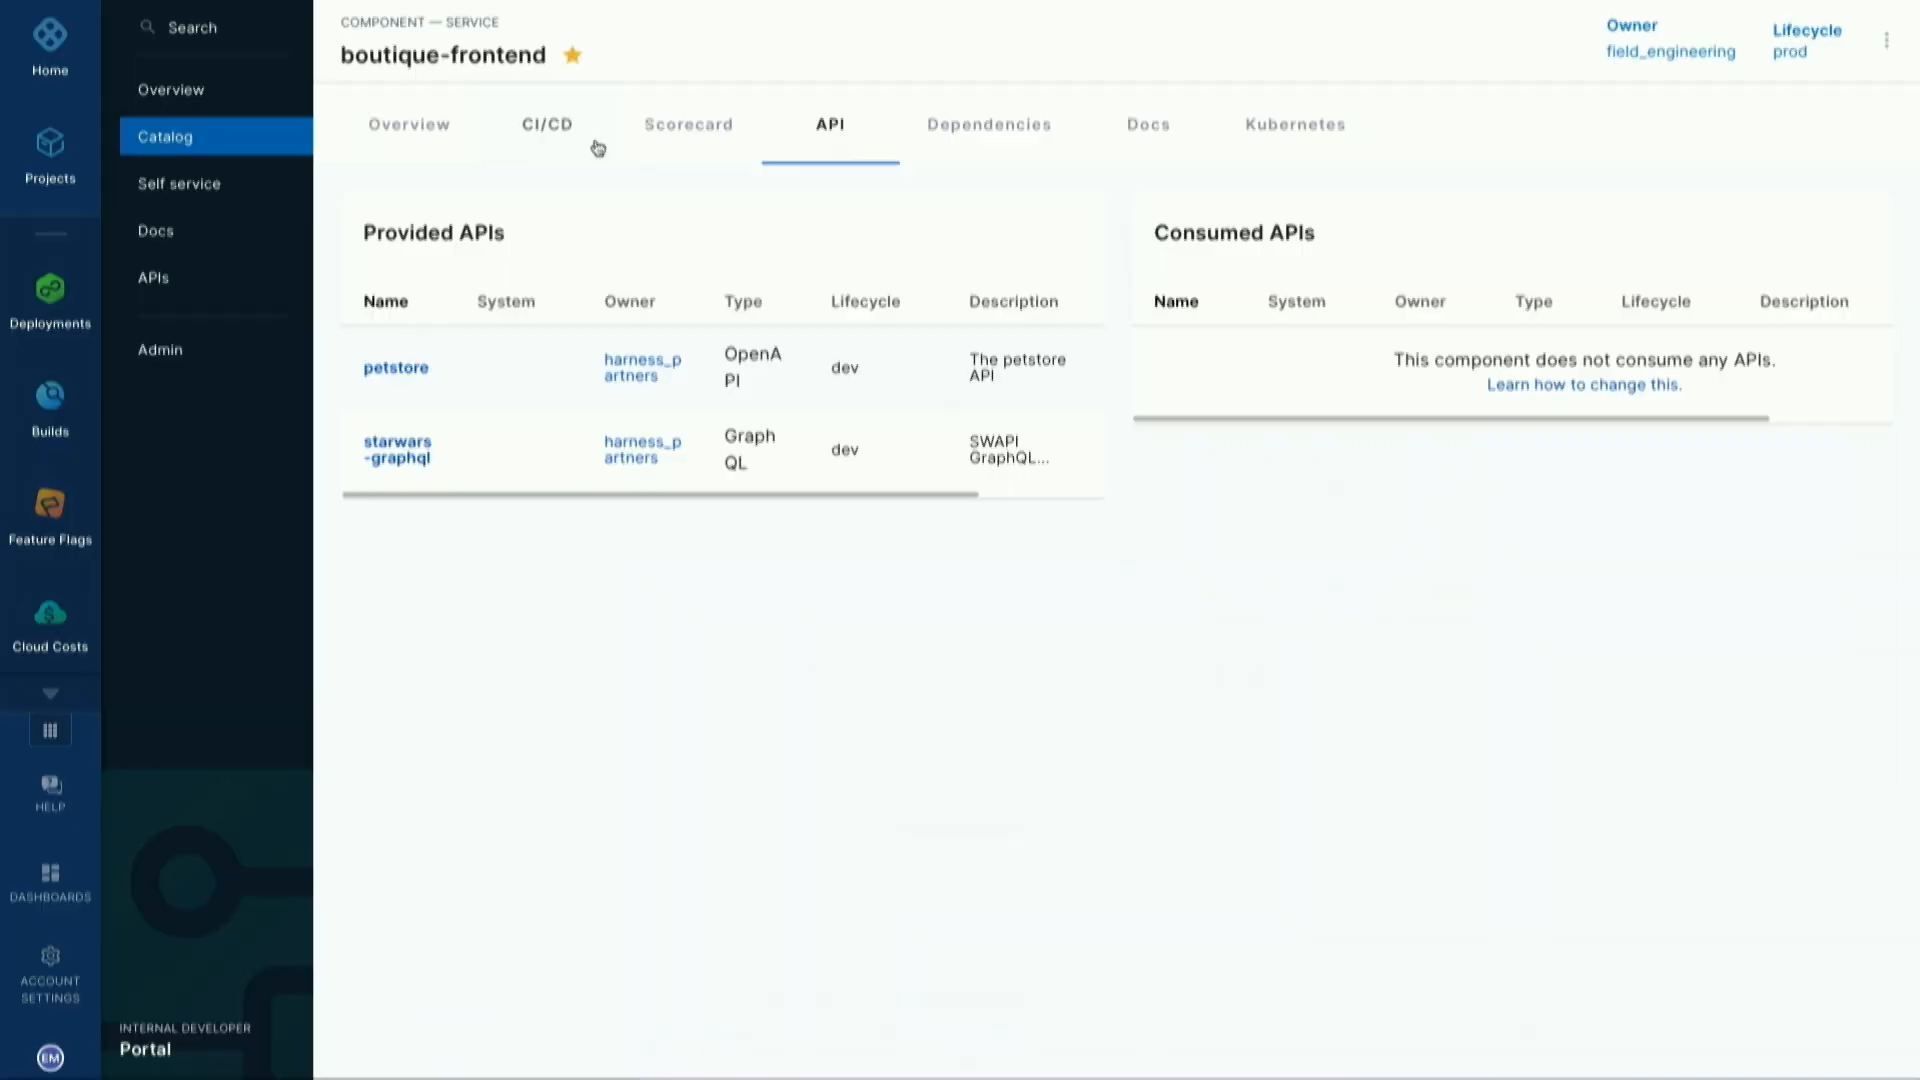 Home
Projects
Deployments
Builds
Feature Flags
Cloud Costs
HELP
DASHBOARDS
ACCOUNT
SETTINGS
EM
Search
Overview
Catalog
Self service
Docs
APIs
Admin
INTERNAL DEVELOPER
Portal
COMPONENT — SERVICE
boutique-frontend
Owner
field_engineering
Lifecycle
prod
Overview CI/CD Scorecard API Dependencies Docs Kubernetes
Provided APIs
Name System Owner Type Lifecycle Description
petstore harness_p OpenA dev The petstore
artners PI API
starwars harness_p Graph dev SWAPI
-graphql artners QL GraphQL...
Consumed APIs
Name System Owner Type Lifecycle Description
This component does not consume any APIs.
Learn how to change this.